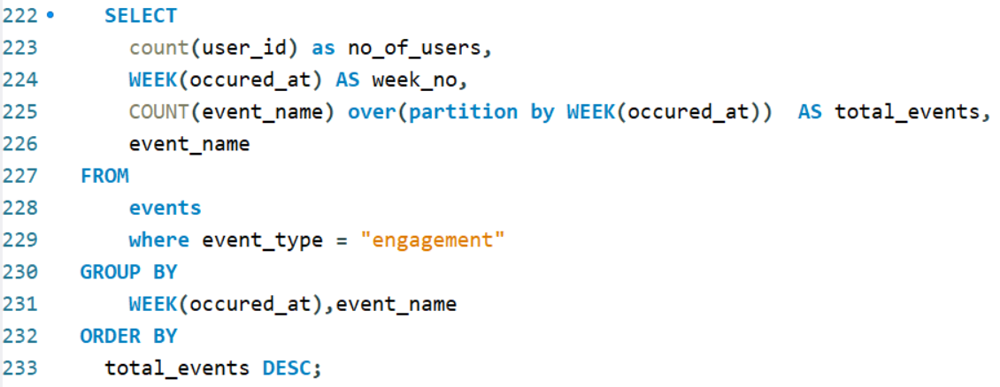 222 • SELECT
223 count(user_id) as no_of_users,
224 WEEK(occured_at) AS week_no,
225 COUNT(event_name) over(partition by WEEK(occured_at))  AS total_events,
226 event_name
227 FROM
228 events
229 where event_type = "engagement"
230 GROUP BY
231 WEEK(occured_at),event_name
232 ORDER BY
233 total_events DESC;